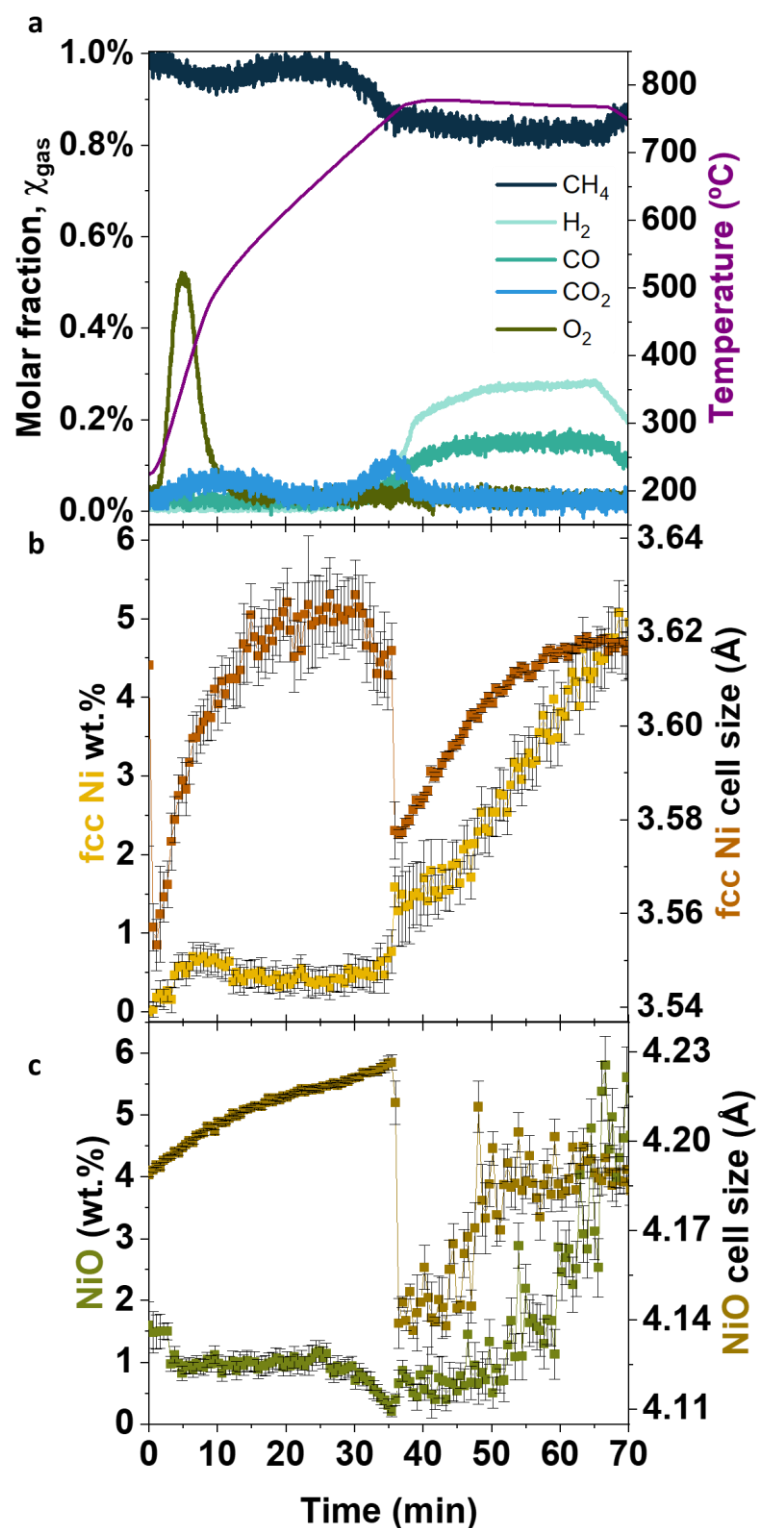 a
1.0%
0.8%
0.6%
0.4%
0.2%
0.0%
Molar fraction, χgas
CH4
H2
CO
CO2
O2
800
700
600
500
400
300
200
Temperature (ºC)
b
6
5
4
3
2
1
0
fcc Ni wt.%
3.64
3.62
3.60
3.58
3.56
3.54
fcc Ni cell size (Å)
c
6
5
4
3
2
1
0
NiO (wt.%)
4.23
4.20
4.17
4.14
4.11
NiO cell size (Å)
0 10 20 30 40 50 60 70
Time (min)